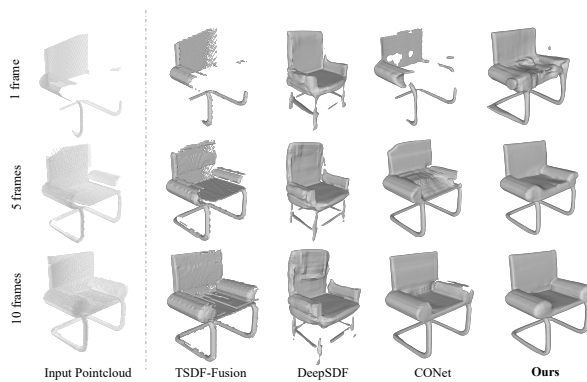 1 frame
5 frames
10 frames
Input Pointcloud
TSDF-Fusion
DeepSDF
CONet
Ours